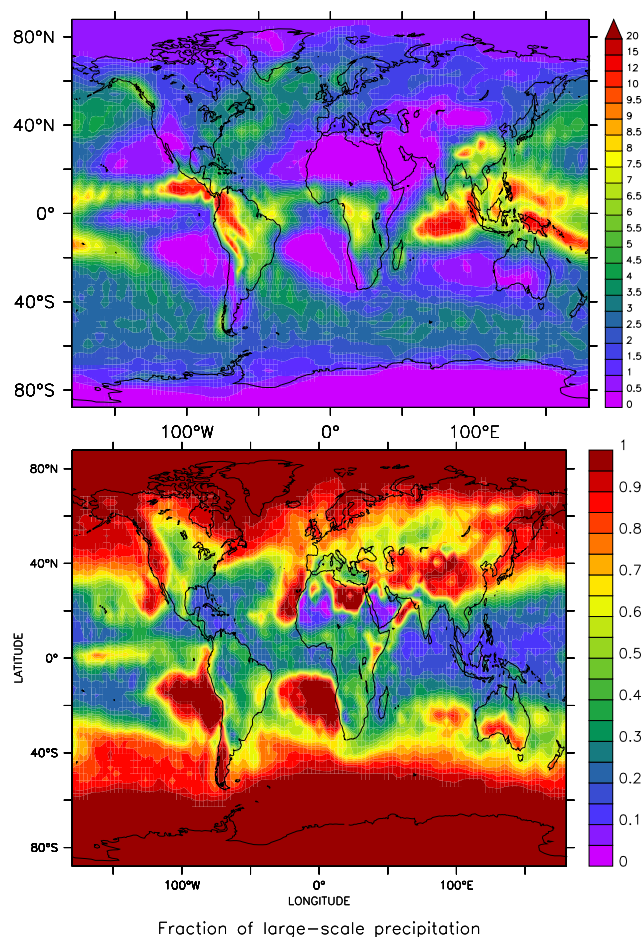 80°N
40°N
0°
40°S
80°S
100°W
0°
100°E
20
15
12
10
9.5
9
8.5
8
7.5
7
6.5
6
5.5
5
4.5
4
3.5
3
2.5
2
1.5
1
0.5
0
80°N
40°N
0°
40°S
80°S
LATITUDE
100°W
0°
100°E
LONGITUDE
1
0.9
0.8
0.7
0.6
0.5
0.4
0.3
0.2
0.1
0
Fraction of large-scale precipitation